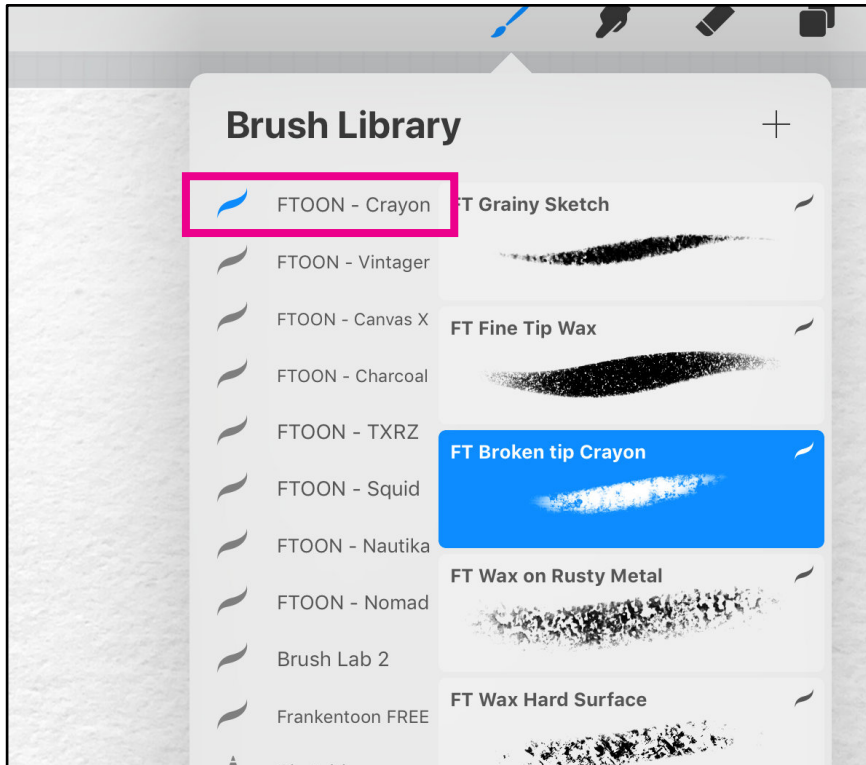 Brush Library
FTOON - Crayon
FTOON - Vintager
FTOON - Canvas X
FTOON - Charcoal
FTOON - TXRZ
FTOON - Squid
FTOON - Nautika
FTOON - Nomad
Brush Lab 2
Frankentoon FREE
FT Grainy Sketch
FT Fine Tip Wax
FT Broken tip Crayon
FT Wax on Rusty Metal
FT Wax Hard Surface